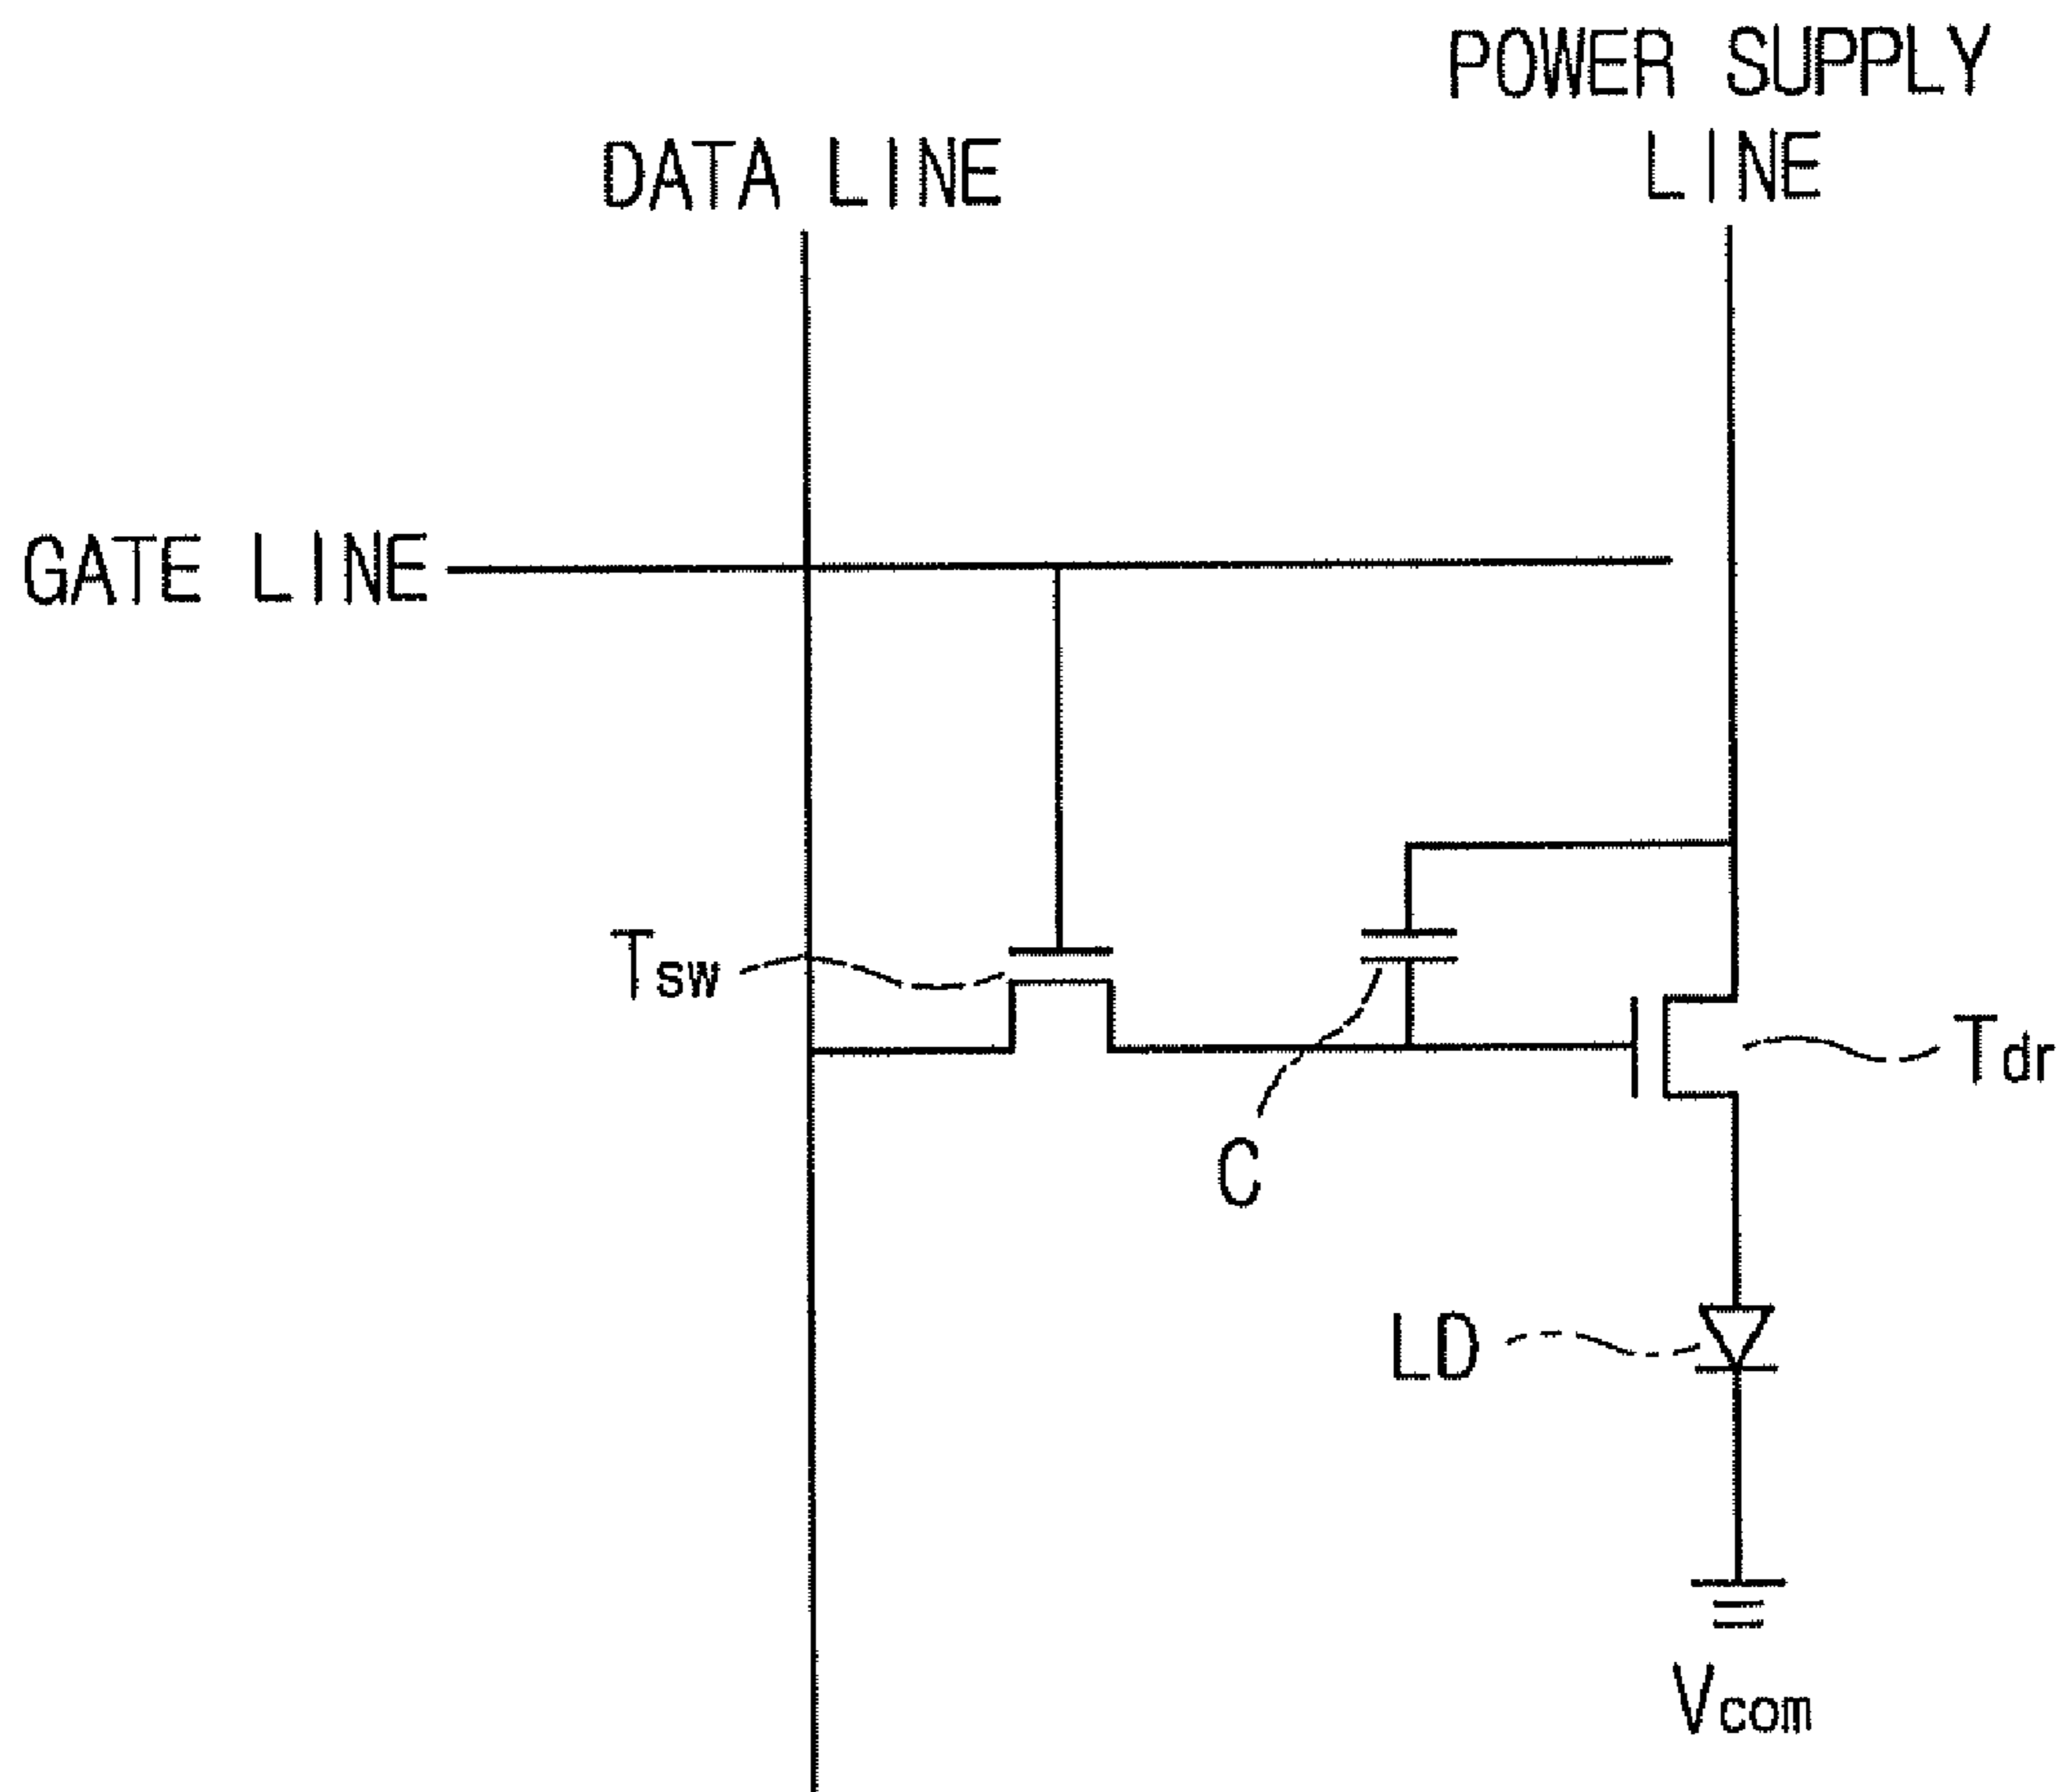 POWER SUPPLY
LINE
DATA LINE
GATE LINE
Tsw
Tdr
C
LD
Vcom